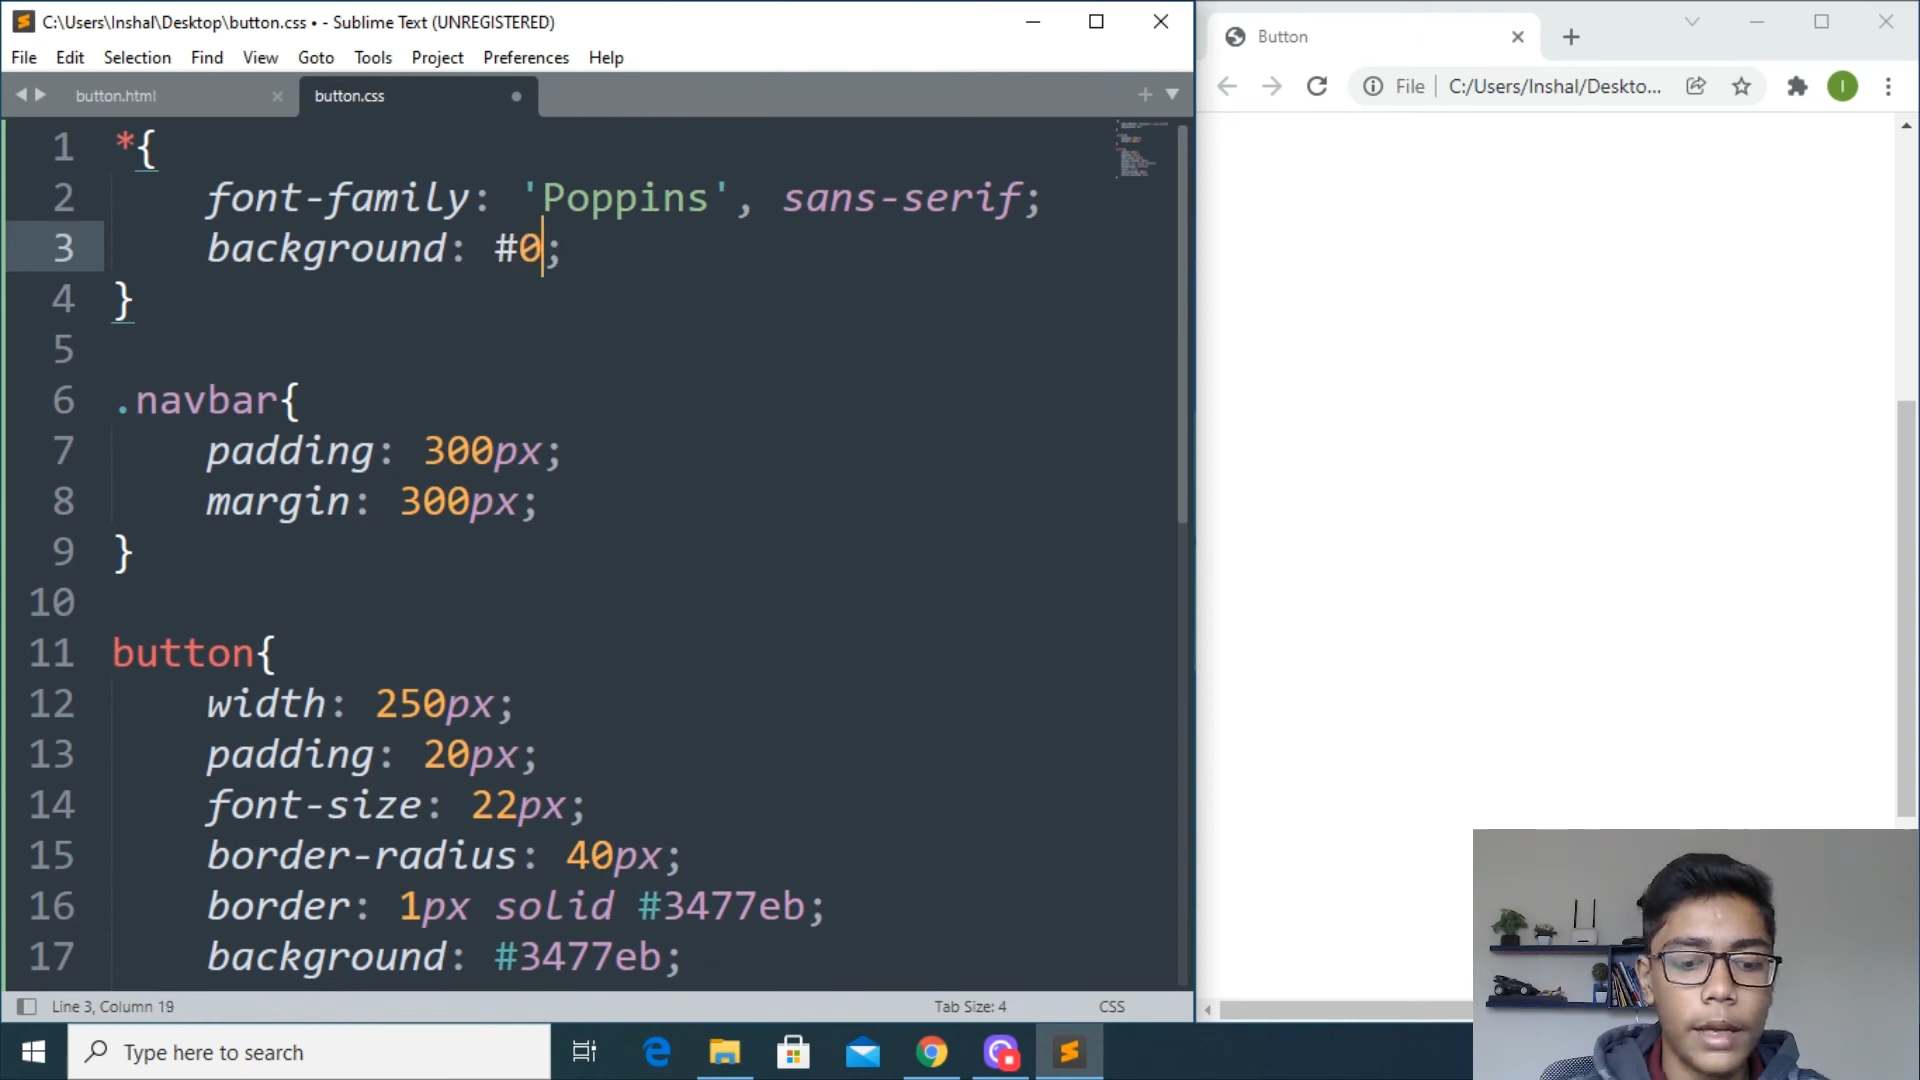 C:\Users\Inshal\Desktop\button.css • - Sublime Text (UNREGISTERED)
File Edit Selection Find View Goto Tools Project Preferences Help
button.html
button.css
1 *{
2 font-family: 'Poppins', sans-serif;
3 background: #0;
4 }
5
6 .navbar{
7 padding: 300px;
8 margin: 300px;
9 }
10
11 button{
12 width: 250px;
13 padding: 20px;
14 font-size: 22px;
15 border-radius: 40px;
16 border: 1px solid #3477eb;
17 background: #3477eb;
Line 3, Column 19
Tab Size: 4
CSS
Button
File C:/Users/Inshal/Deskto...
I
Type here to search